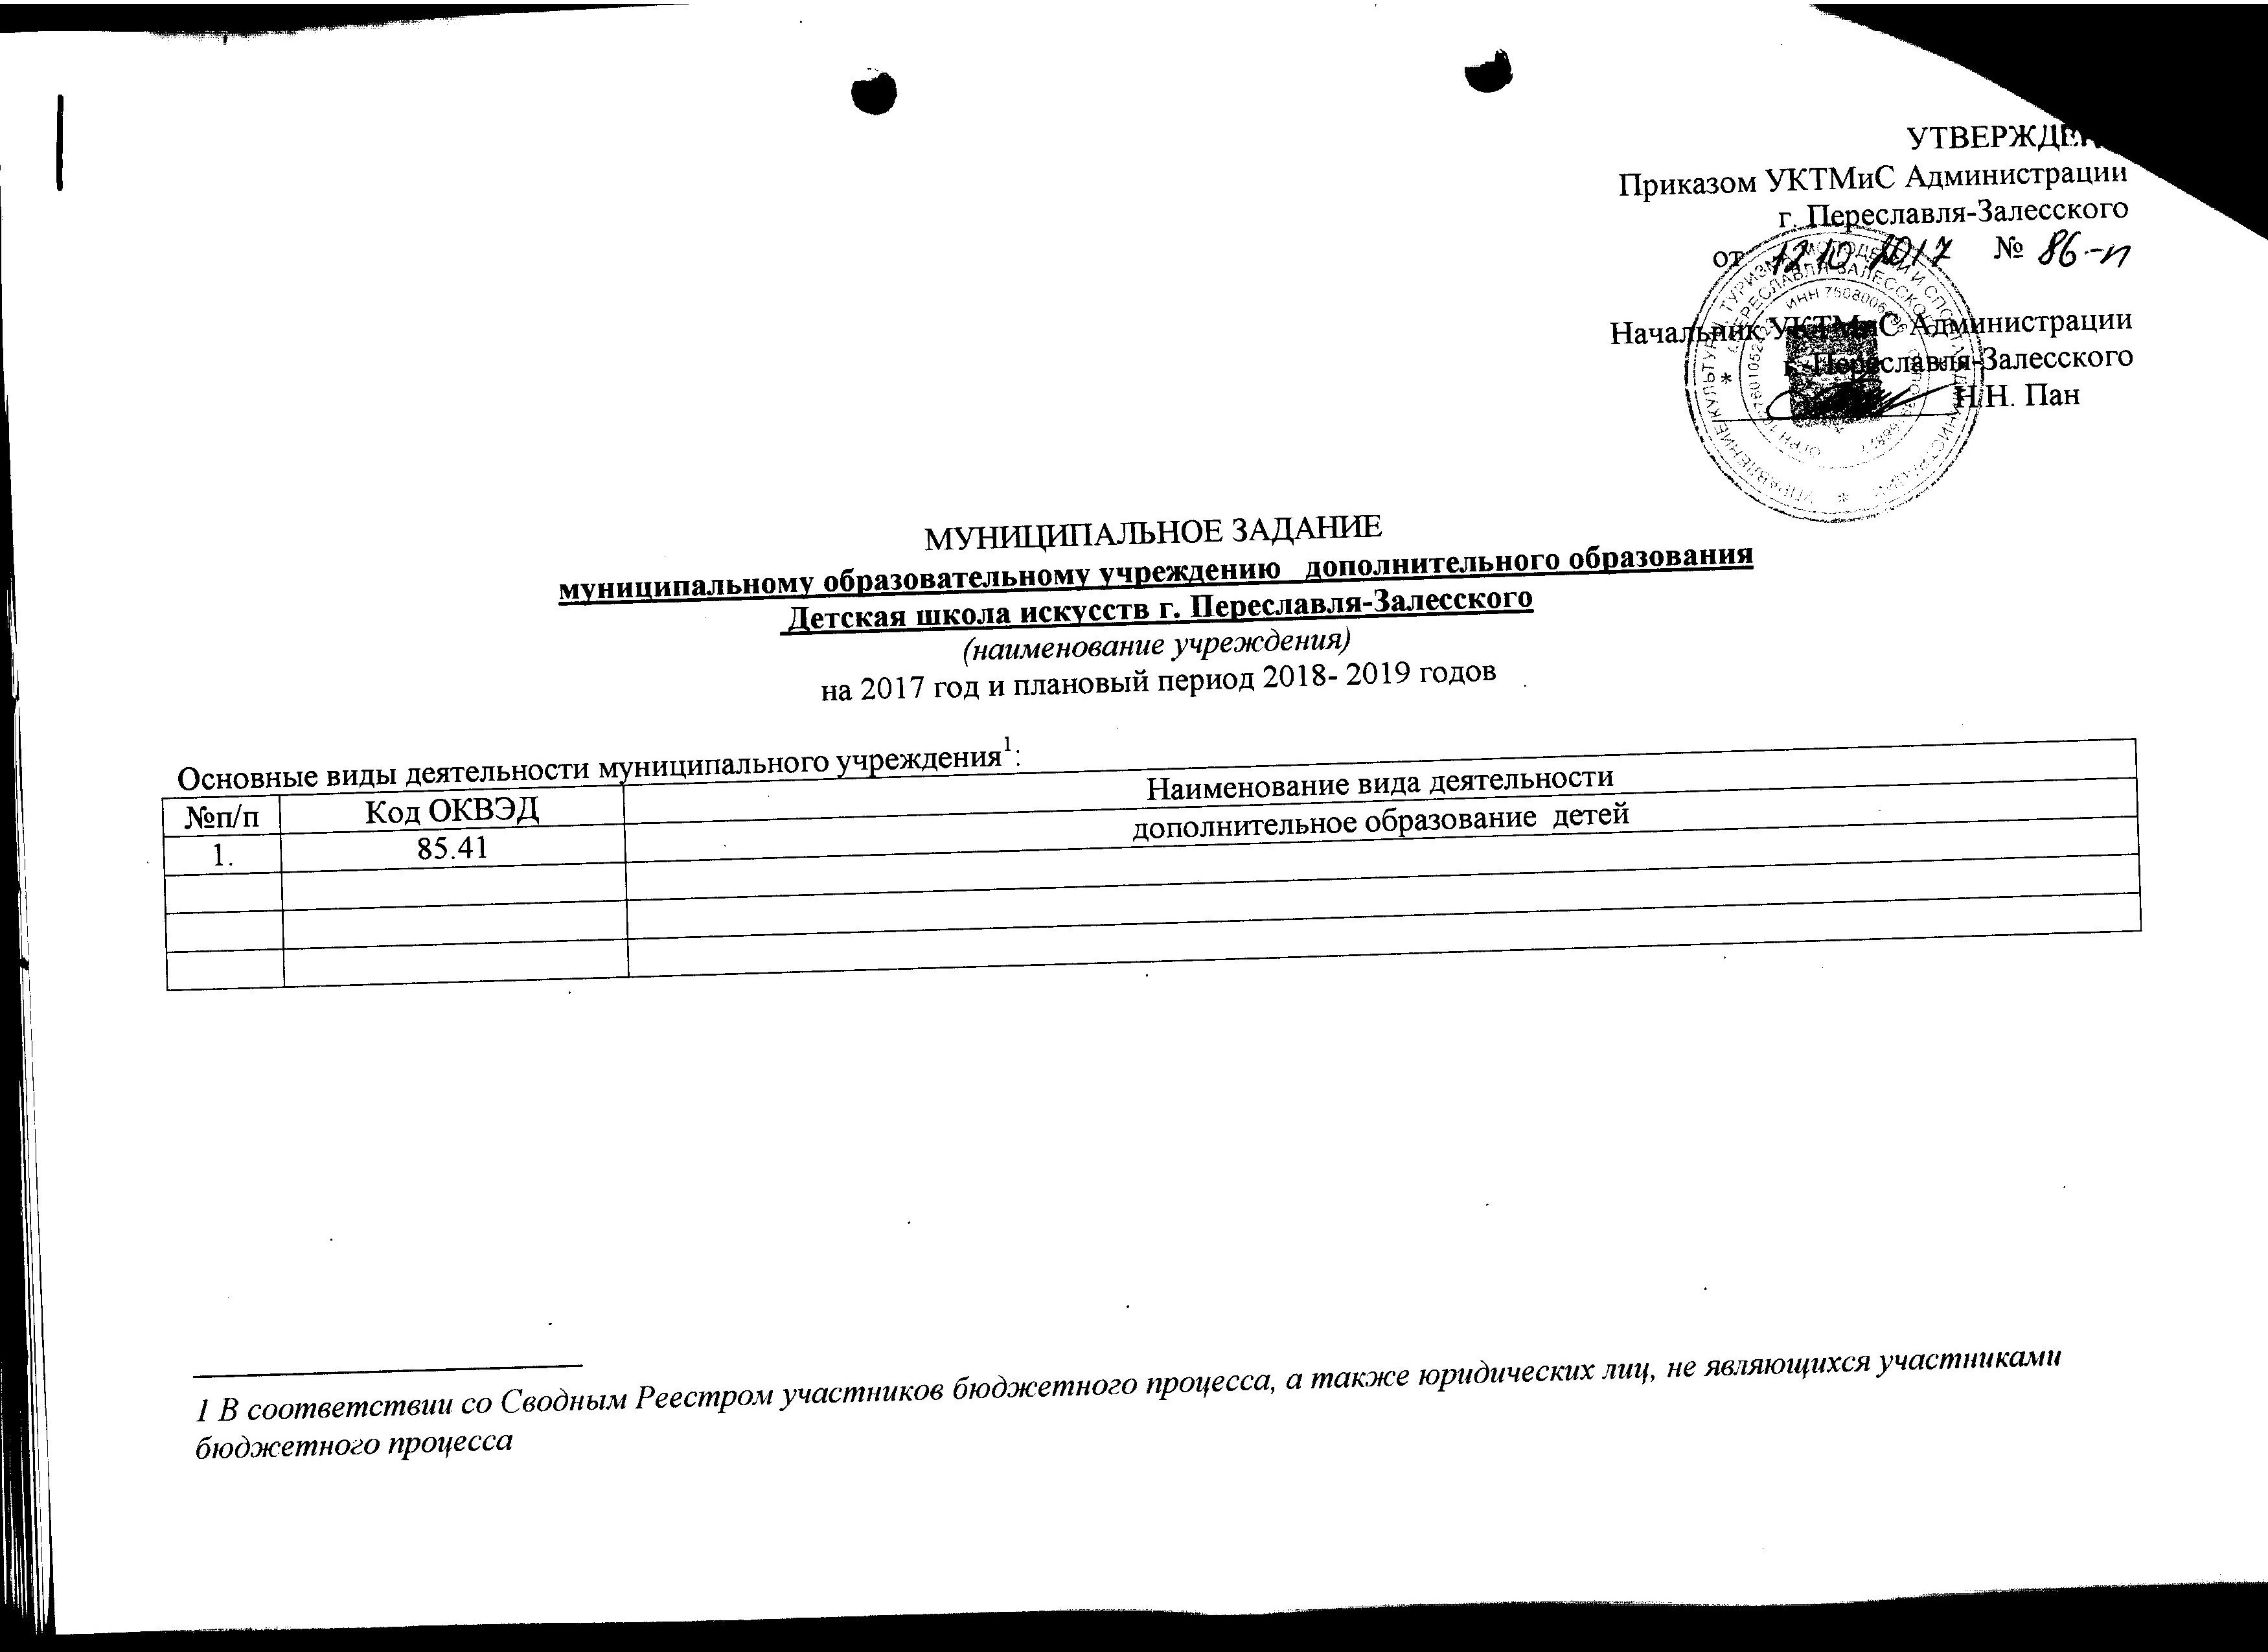 Приказом УКТМиС Администрации
г. Переславля-Залесского
от 12 10 2017 № 86-п
Начальник УКТМиС Администрации
г. Переславля-Залесского
Н.Н. Пан
МУНИЦИПАЛЬНОЕ ЗАДАНИЕ
муниципальному образовательному учреждению дополнительного образования
Детская школа искусств г. Переславля-Залесского
(наименование учреждения)
на 2017 год и плановый период 2018- 2019 годов
Основные виды деятельности муниципального учреждения1:
№п/п Код ОКВЭД Наименование вида деятельности
1. 85.41 дополнительное образование детей
1 В соответствии со Сводным Реестром участников бюджетного процесса, а также юридических лиц, не являющихся участниками
бюджетного процесса